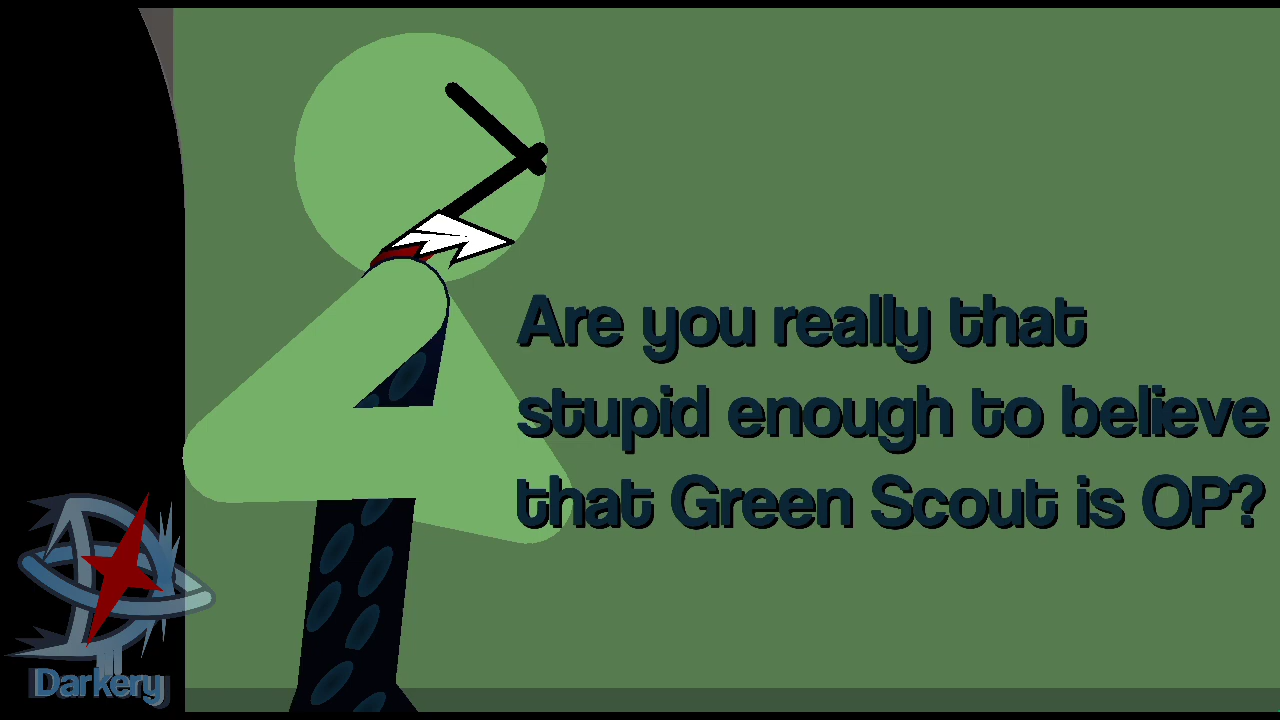 Are you really that
stupid enough to believe
that Green Scout is OP?
Darkery